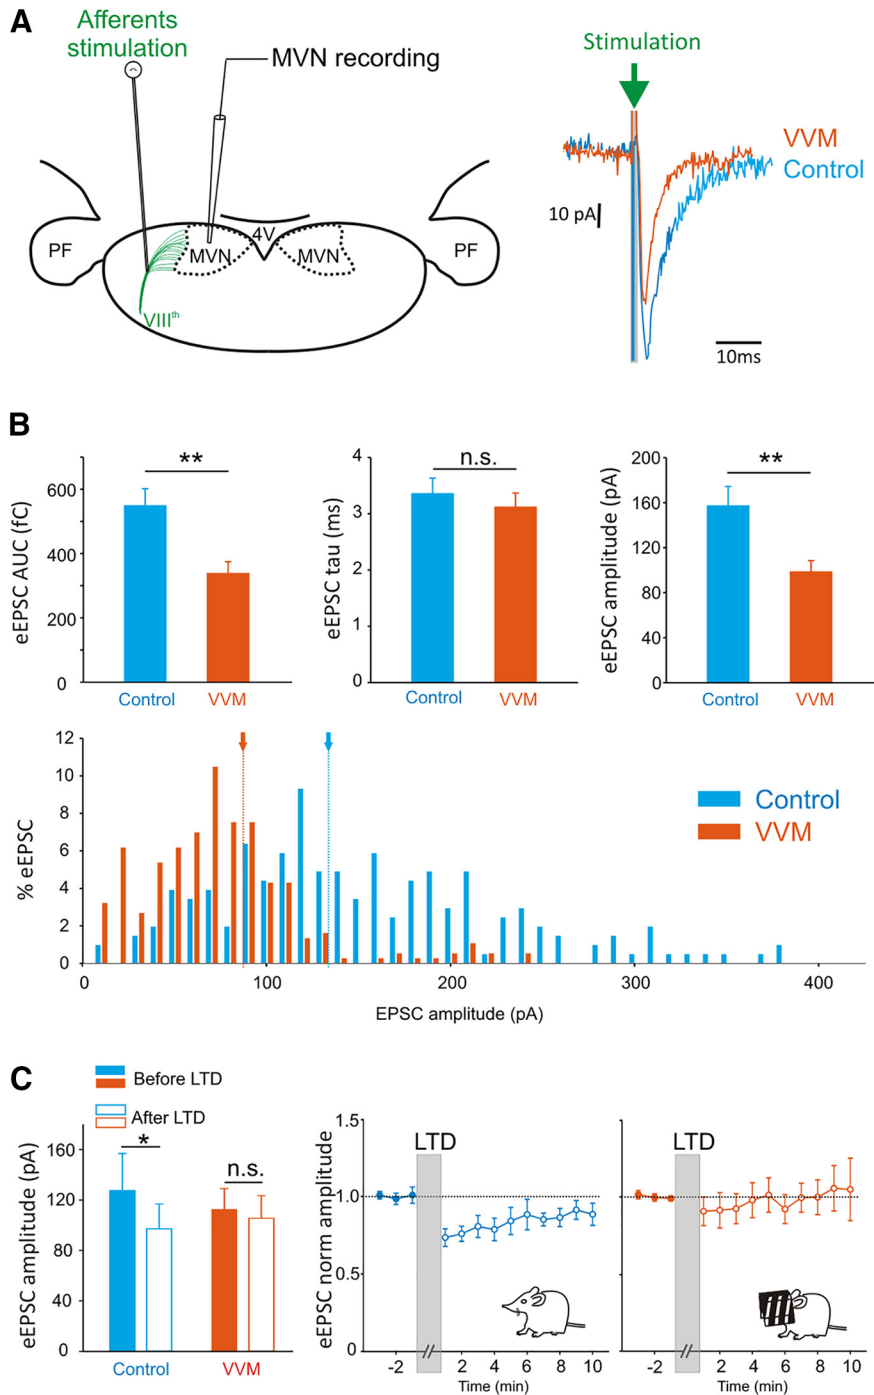 A
Afferents
stimulation
MVN recording
PF
4V
MVN
MVN
PF
VIIIth
Stimulation
VVM
Control
10 pA
10ms
B
eEPSC AUC (fC)
600
400
200
0
**
Control
VVM
eEPSC tau (ms)
4
3
2
1
0
n.s.
Control
VVM
eEPSC amplitude (pA)
200
160
120
80
40
0
**
Control
VVM
% eEPSC
12
10
8
6
4
2
0
0
100
200
300
400
EPSC amplitude (pA)
Control
VVM
C
Before LTD
After LTD
eEPSC amplitude (pA)
160
120
80
40
0
*
n.s.
Control
VVM
eEPSC norm amplitude
1.5
1.0
0.5
0
LTD
-2
//
2
4
6
8
10
Time (min)
LTD
-2
//
2
4
6
8
10
Time (min)